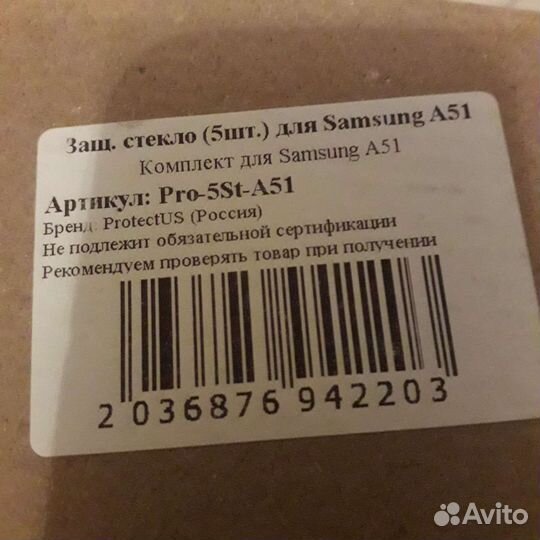 Защ. стекло (5шт.) для Samsung A51
Комплект для Samsung A51
Артикул: Pro-5St-A51
Бренд: ProtectUS (Россия)
Не подлежит обязательной сертификации
Рекомендуем проверять товар при получении
2 036876 942203
Avito